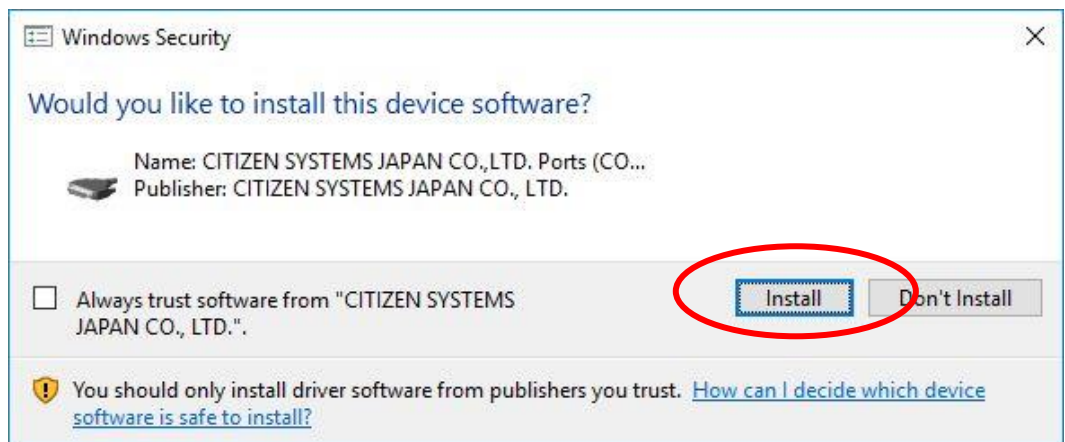 Windows Security
Would you like to install this device software?
Name: CITIZEN SYSTEMS JAPAN CO.,LTD. Ports (CO...
Publisher: CITIZEN SYSTEMS JAPAN CO., LTD.
Always trust software from "CITIZEN SYSTEMS
JAPAN CO., LTD.".
Install
Don't Install
You should only install driver software from publishers you trust. How can I decide which device
software is safe to install?